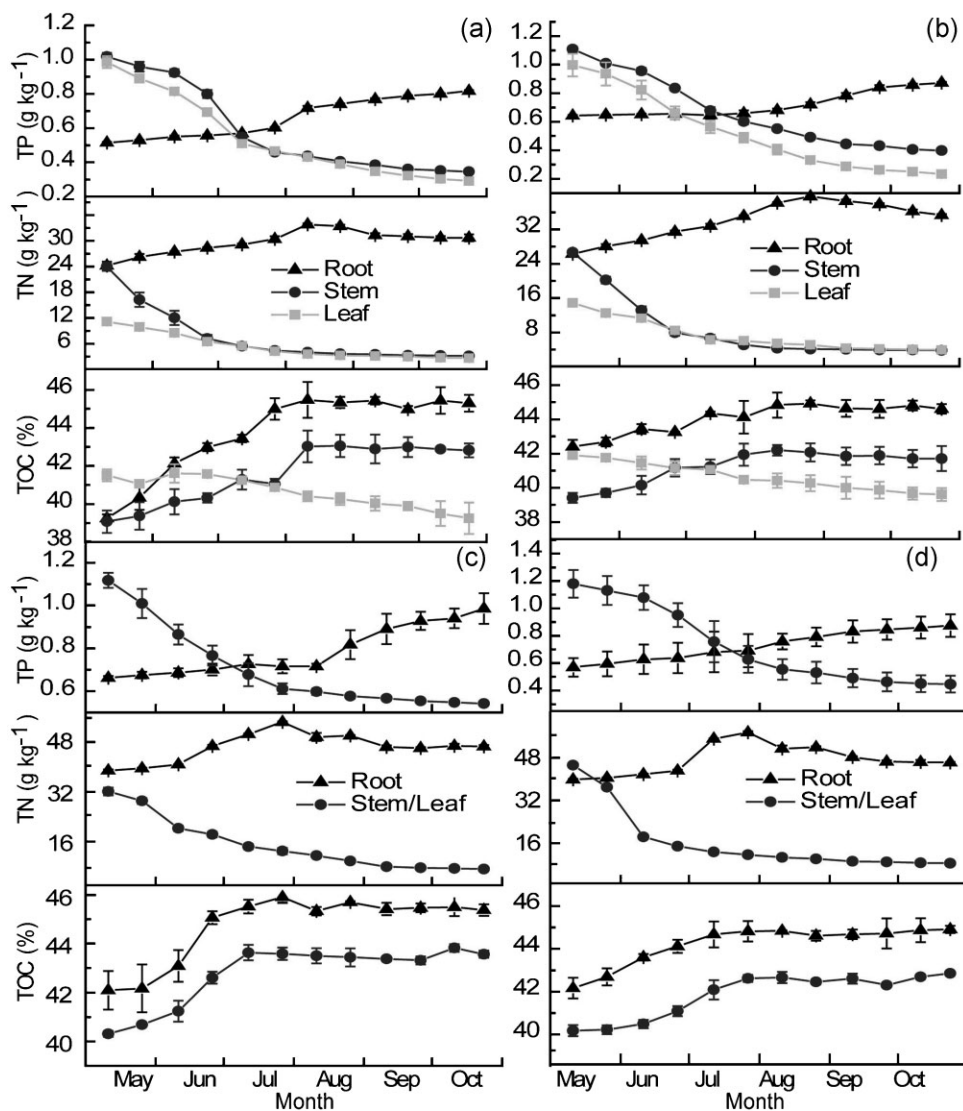 (a)
TP (g kg⁻¹)
1.2
1.0
0.8
0.6
0.4
0.2
TN (g kg⁻¹)
30
24
18
12
6
Root
Stem
Leaf
TOC (%)
46
44
42
40
38
(b)
1.2
1.0
0.8
0.6
0.4
0.2
32
24
16
8
Root
Stem
Leaf
46
44
42
40
38
(c)
TP (g kg⁻¹)
1.2
1.0
0.8
0.6
TN (g kg⁻¹)
48
32
16
Root
Stem/Leaf
TOC (%)
46
44
42
40
May Jun Jul Aug Sep Oct
Month
(d)
1.4
1.2
1.0
0.8
0.6
0.4
48
32
16
Root
Stem/Leaf
46
44
42
40
May Jun Jul Aug Sep Oct
Month